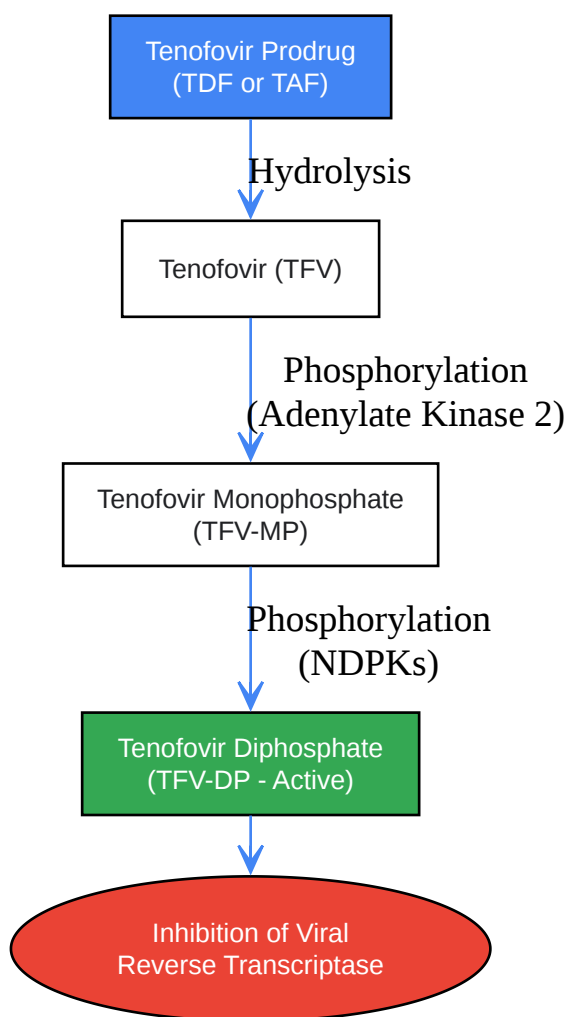 Tenofovir Prodrug
(TDF or TAF)
Hydrolysis
Tenofovir (TFV)
Phosphorylation
(Adenylate Kinase 2)
Tenofovir Monophosphate
(TFV-MP)
Phosphorylation
(NDPKs)
Tenofovir Diphosphate
(TFV-DP - Active)
Inhibition of Viral
Reverse Transcriptase